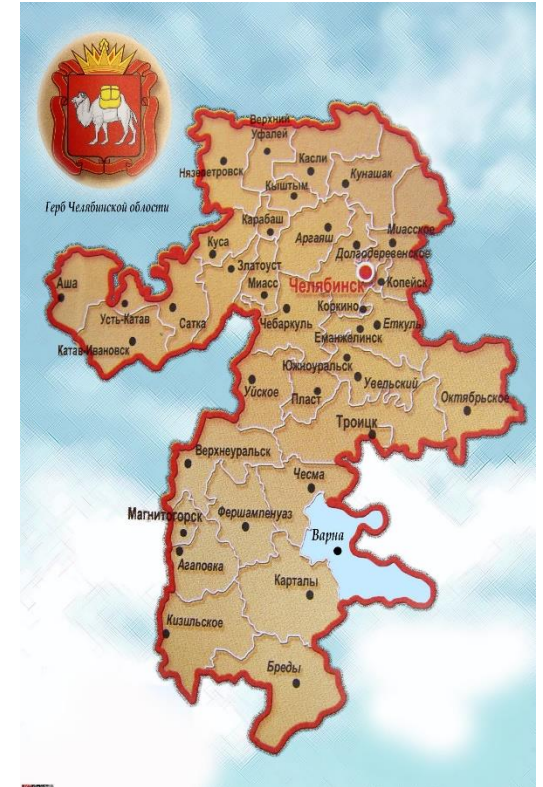 Герб Челябинской области
Верхний
Уфалей
Касли
Нязепетровск
Кунашак
Кыштым
Карабаш
Аргаяш
Миасское
Куса
Долгодеревенское
Златоуст
Аша
Миасс
Челябинск
Копейск
Усть-Катав
Сатка
Чебаркуль
Коркино
Еткуль
Катав-Ивановск
Еманжелинск
Южноуральск
Уйское
Увельский
Пласт
Октябрьское
Троицк
Верхнеуральск
Чесма
Магнитогорск
Фершампенуаз
Варна
Агаповка
Карталы
Кизильское
Бреды